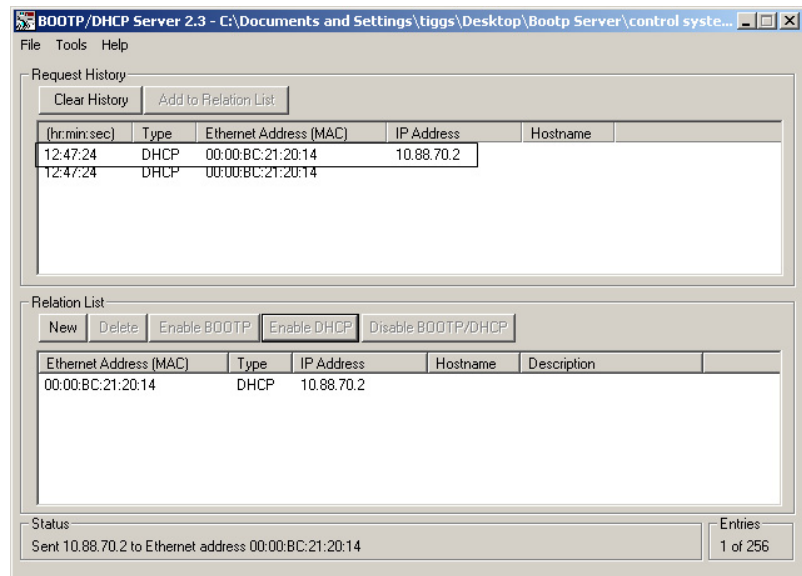 BOOTP/DHCP Server 2.3 - C:\Documents and Settings\tiggs\Desktop\Bootp Server\control syste...
File Tools Help
Request History
Clear History Add to Relation List
(hr:min:sec) Type Ethernet Address (MAC) IP Address Hostname
12:47:24 DHCP 00:00:BC:21:20:14 10.88.70.2
12:47:24 DHCP 00:00:BC:21:20:14
Relation List
New Delete Enable BOOTP Enable DHCP Disable BOOTP/DHCP
Ethernet Address (MAC) Type IP Address Hostname Description
00:00:BC:21:20:14 DHCP 10.88.70.2
Status
Sent 10.88.70.2 to Ethernet address 00:00:BC:21:20:14
Entries
1 of 256